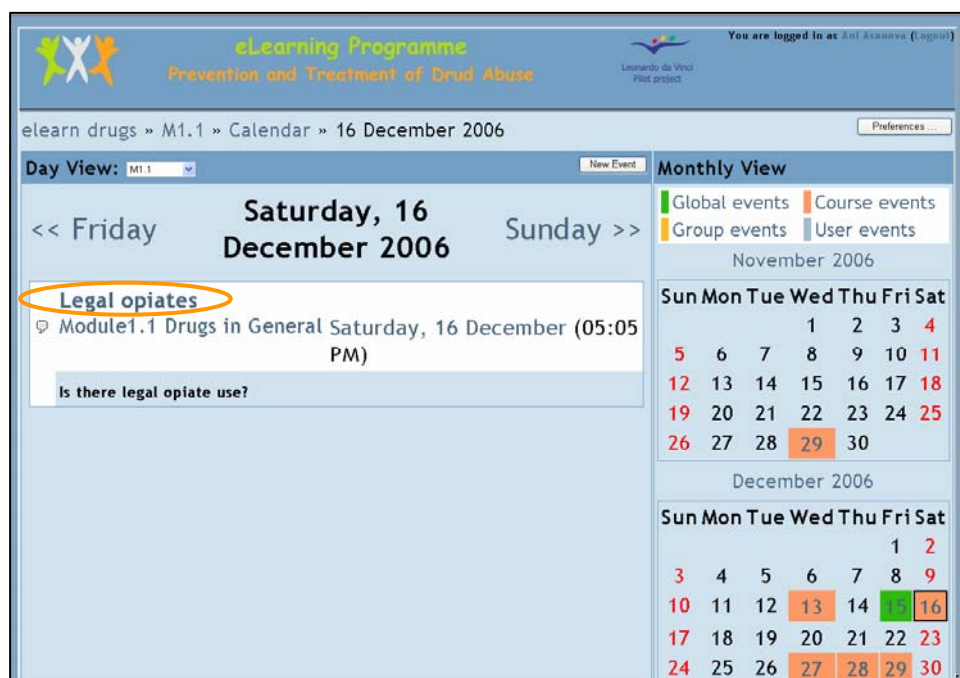 eLearning Programme
Prevention and Treatment of Drud Abuse
Leonardo da Vinci
Pilot project
You are logged in as Ani Asanova (Logout)
elearn drugs » M1.1 » Calendar » 16 December 2006
Preferences ...
Day View: M1.1
New Event
<< Friday
Saturday, 16
December 2006
Sunday >>
Legal opiates
Module1.1 Drugs in General Saturday, 16 December (05:05
PM)
Is there legal opiate use?
Monthly View
Global events Course events
Group events User events
November 2006
Sun Mon Tue Wed Thu Fri Sat
1 2 3 4
5 6 7 8 9 10 11
12 13 14 15 16 17 18
19 20 21 22 23 24 25
26 27 28 29 30
December 2006
Sun Mon Tue Wed Thu Fri Sat
1 2
3 4 5 6 7 8 9
10 11 12 13 14 15 16
17 18 19 20 21 22 23
24 25 26 27 28 29 30